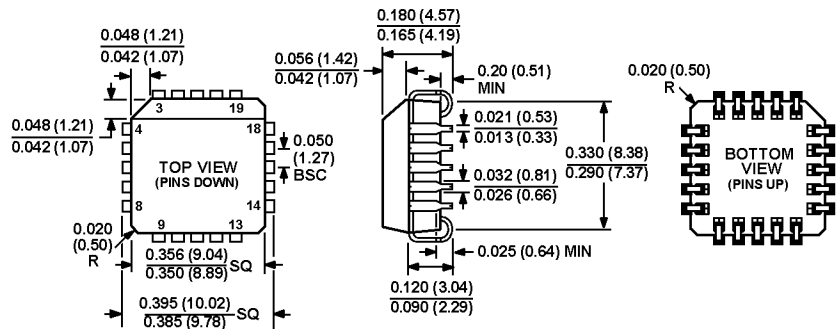 0.180 (4.57)
0.165 (4.19)
0.048 (1.21)
0.042 (1.07)
0.056 (1.42)
0.042 (1.07)
0.20 (0.51)
MIN
0.020 (0.50)
R
3
19
0.048 (1.21)
0.042 (1.07)
4
18
0.050
(1.27)
BSC
0.021 (0.53)
0.013 (0.33)
TOP VIEW
(PINS DOWN)
0.032 (0.81)
0.026 (0.66)
0.330 (8.38)
0.290 (7.37)
BOTTOM
VIEW
(PINS UP)
8
14
9
13
0.020
(0.50)
R
0.356 (9.04)
0.350 (8.89)
SQ
0.025 (0.64) MIN
0.120 (3.04)
0.090 (2.29)
0.395 (10.02)
0.385 (9.78)
SQ